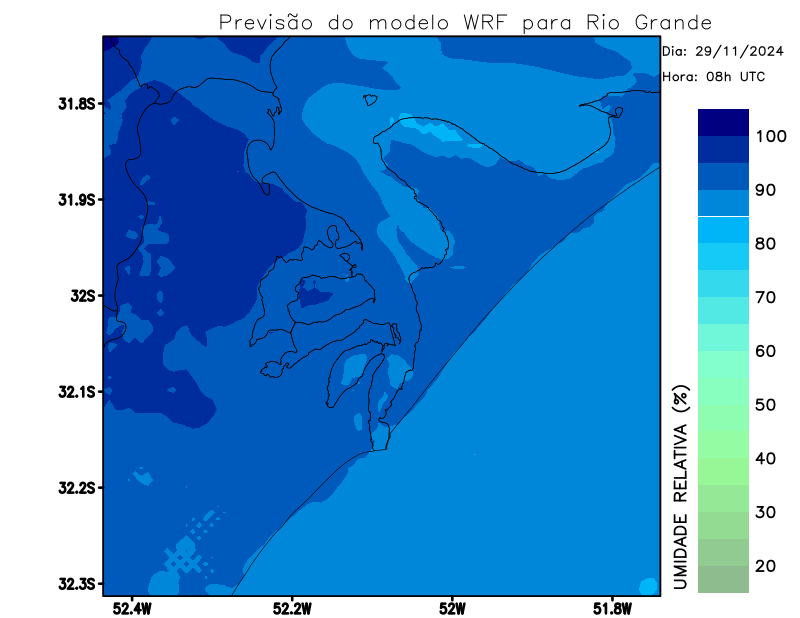 Previsão do modelo WRF para Rio Grande
Dia: 29/11/2024
Hora: 08h UTC
31.8S
31.9S
32S
32.1S
32.2S
32.3S
52.4W
52.2W
52W
51.8W
100
90
80
70
60
50
40
30
20
UMIDADE RELATIVA (%)